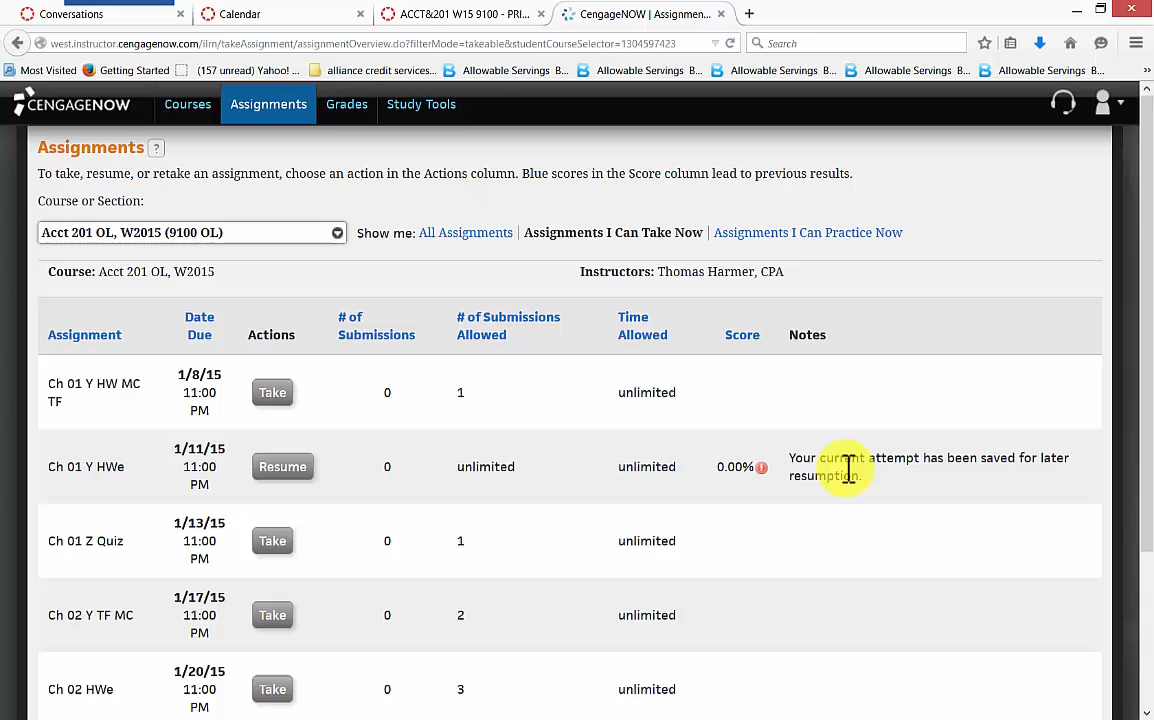 Conversations
Calendar
ACCT&201 W15 9100 - PRI...
CengageNOW | Assignmen...
west.instructor.cengagenow.com/ilrn/takeAssignment/assignmentOverview.do?filterMode=takeable&studentCourseSelector=1304597423
Search
Most Visited
Getting Started
(157 unread) Yahoo! ...
alliance credit services...
Allowable Servings B...
Allowable Servings B...
Allowable Servings B...
Allowable Servings B...
Allowable Servings B...
CENGAGENOW
Courses
Assignments
Grades
Study Tools
Assignments ?
To take, resume, or retake an assignment, choose an action in the Actions column. Blue scores in the Score column lead to previous results.
Course or Section:
Acct 201 OL, W2015 (9100 OL)
Show me: All Assignments | Assignments I Can Take Now | Assignments I Can Practice Now
Course: Acct 201 OL, W2015
Instructors: Thomas Harmer, CPA
Assignment
Date
Due
Actions
# of
Submissions
# of Submissions
Allowed
Time
Allowed
Score
Notes
Ch 01 Y HW MC
TF
1/8/15
11:00
PM
Take
0
1
unlimited
Ch 01 Y HWe
1/11/15
11:00
PM
Resume
0
unlimited
unlimited
0.00%
Your current attempt has been saved for later
resumption.
Ch 01 Z Quiz
1/13/15
11:00
PM
Take
0
1
unlimited
Ch 02 Y TF MC
1/17/15
11:00
PM
Take
0
2
unlimited
Ch 02 HWe
1/20/15
11:00
PM
Take
0
3
unlimited